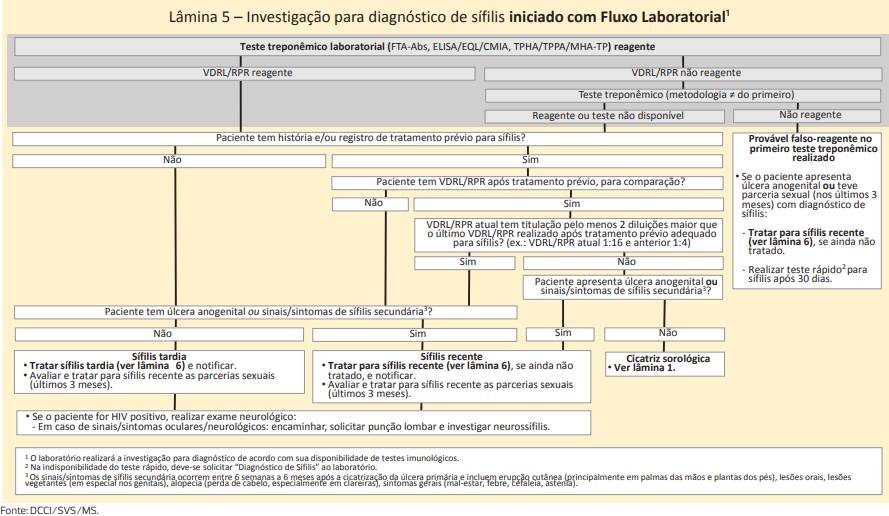 Lâmina 5 – Investigação para diagnóstico de sífilis iniciado com Fluxo Laboratorial¹
Teste treponêmico laboratorial (FTA-Abs, ELISA/EQL/CMIA, TPHA/TPPA/MHA-TP) reagente
VDRL/RPR reagente
VDRL/RPR não reagente
Teste treponêmico (metodologia ≠ do primeiro)
Reagente ou teste não disponível
Não reagente
Paciente tem história e/ou registro de tratamento prévio para sífilis?
Não
Sim
Provável falso-reagente no
primeiro teste treponêmico
realizado
• Se o paciente apresenta
úlcera anogenital ou teve
parceria sexual (nos últimos 3
meses) com diagnóstico de
sífilis:
- Tratar para sífilis recente
(ver lâmina 6), se ainda não
tratado.
- Realizar teste rápido² para
sífilis após 30 dias.
Paciente tem VDRL/RPR após tratamento prévio, para comparação?
Não
Sim
VDRL/RPR atual tem titulação pelo menos 2 diluições maior que
o último VDRL/RPR realizado após tratamento prévio adequado
para sífilis? (ex.: VDRL/RPR atual 1:16 e anterior 1:4)
Sim
Não
Paciente apresenta úlcera anogenital ou
sinais/sintomas de sífilis secundária³?
Paciente tem úlcera anogenital ou sinais/sintomas de sífilis secundária³?
Não
Sim
Sim
Não
Sífilis tardia
• Tratar sífilis tardia (ver lâmina 6) e notificar.
• Avaliar e tratar para sífilis recente as parcerias sexuais
(últimos 3 meses).
Sífilis recente
• Tratar para sífilis recente (ver lâmina 6), se ainda não
tratado, e notificar.
• Avaliar e tratar para sífilis recente as parcerias sexuais
(últimos 3 meses).
Cicatriz sorológica
• Ver lâmina 1.
• Se o paciente for HIV positivo, realizar exame neurológico:
- Em caso de sinais/sintomas oculares/neurológicos: encaminhar, solicitar punção lombar e investigar neurossífilis.
¹ O laboratório realizará a investigação para diagnóstico de acordo com sua disponibilidade de testes imunológicos.
² Na indisponibilidade do teste rápido, deve-se solicitar “Diagnóstico de Sífilis” ao laboratório.
³ Os sinais/sintomas de sífilis secundária ocorrem entre 6 semanas a 6 meses após a cicatrização da úlcera primária e incluem erupção cutânea (principalmente em palmas das mãos e plantas dos pés), lesões orais, lesões
vegetantes (em especial nos genitais), alopécia (perda de cabelo, especialmente em clareiras), sintomas gerais (mal-estar, febre, cefaleia, astenia).
Fonte: DCCI/SVS/MS.